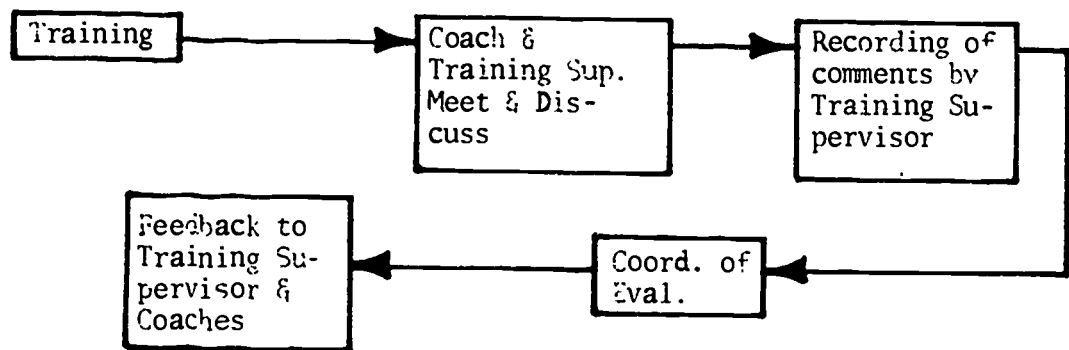 Training
Coach &
Training Sup.
Meet & Dis-
cuss
Recording of
comments by
Training Su-
pervisor
Feedback to
Training Su-
pervisor &
Coaches
Coord. of
Eval.